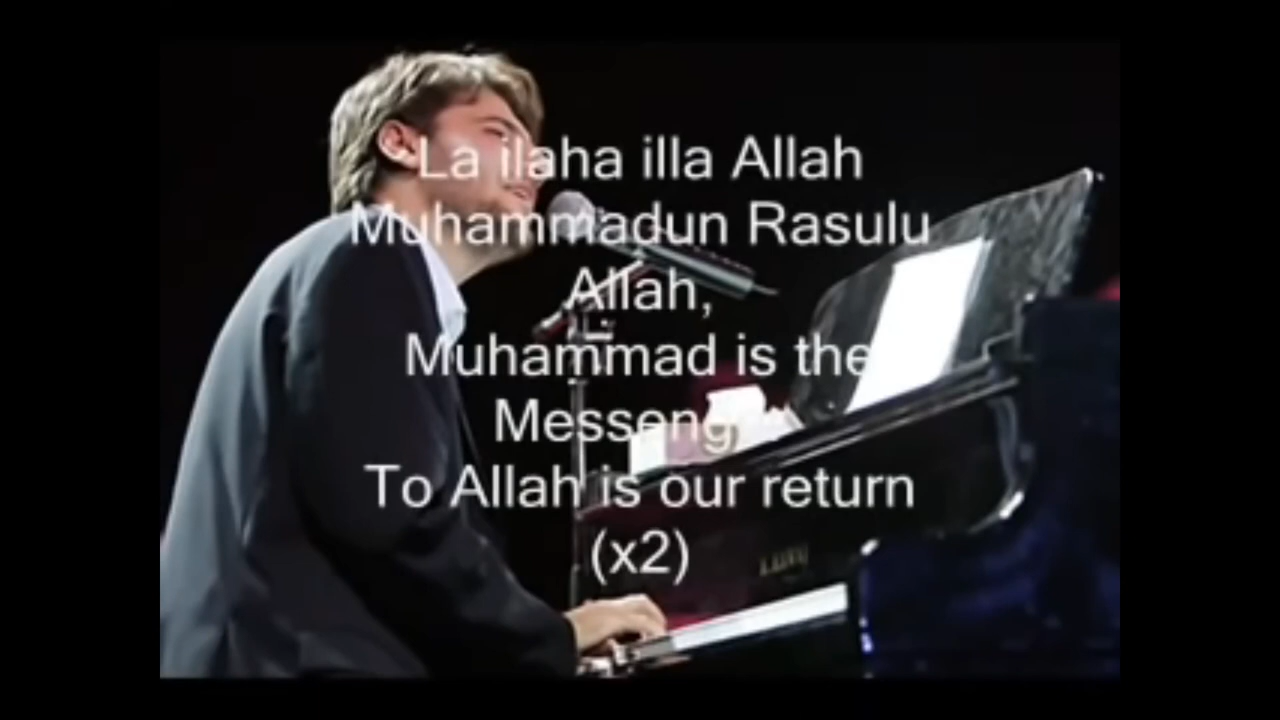 La ilaha illa Allah
Muhammadun Rasulu
Allah,
Muhammad is the
To Allah is our return
(x2)